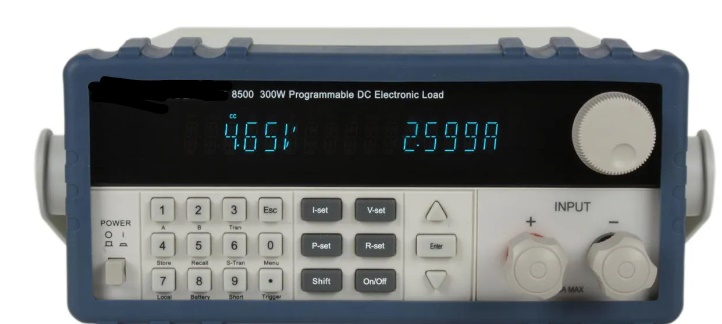 8500 300W Programmable DC Electronic Load
CC
4.651V 2.599A
POWER
1 2 3 Esc I-set V-set
A B Tran
4 5 6 0 P-set R-set Enter
Store Recall S-Tran Menu
7 8 9 • Shift On/Off
Local Battery Short Trigger
INPUT
+ −
A MAX